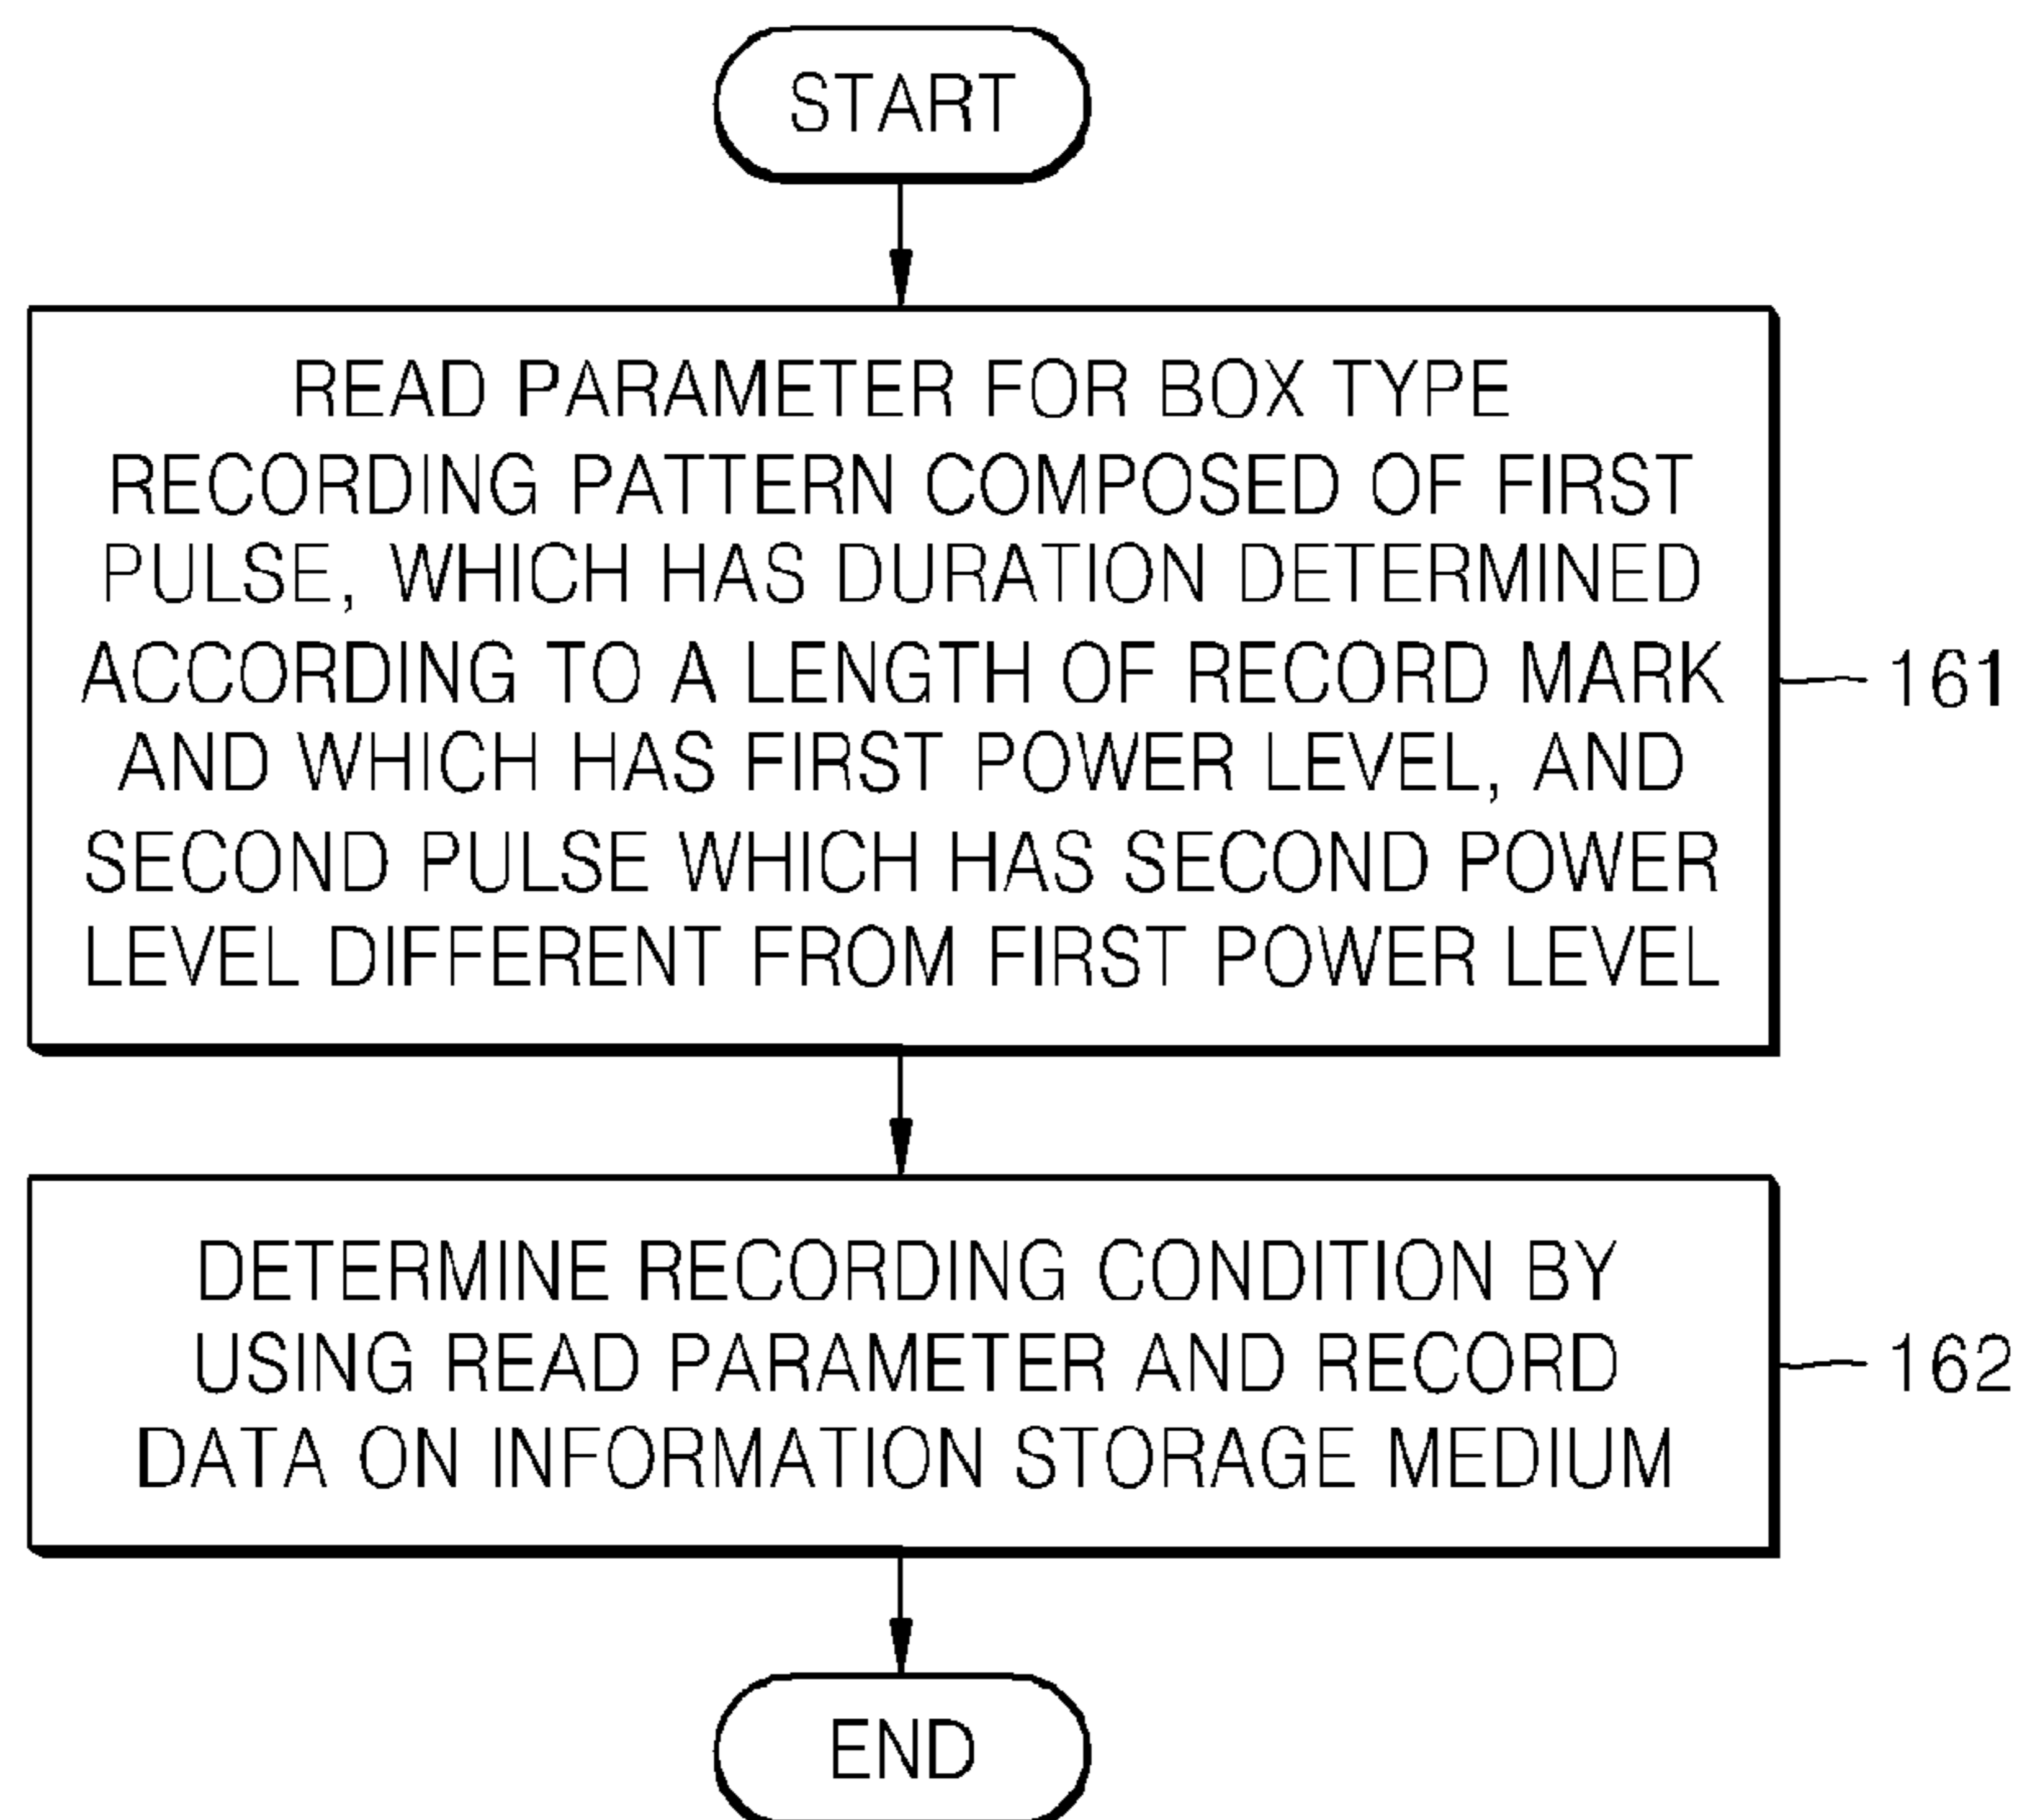 START
READ PARAMETER FOR BOX TYPE
RECORDING PATTERN COMPOSED OF FIRST
PULSE, WHICH HAS DURATION DETERMINED
ACCORDING TO A LENGTH OF RECORD MARK
AND WHICH HAS FIRST POWER LEVEL, AND
SECOND PULSE WHICH HAS SECOND POWER
LEVEL DIFFERENT FROM FIRST POWER LEVEL
161
DETERMINE RECORDING CONDITION BY
USING READ PARAMETER AND RECORD
DATA ON INFORMATION STORAGE MEDIUM
162
END